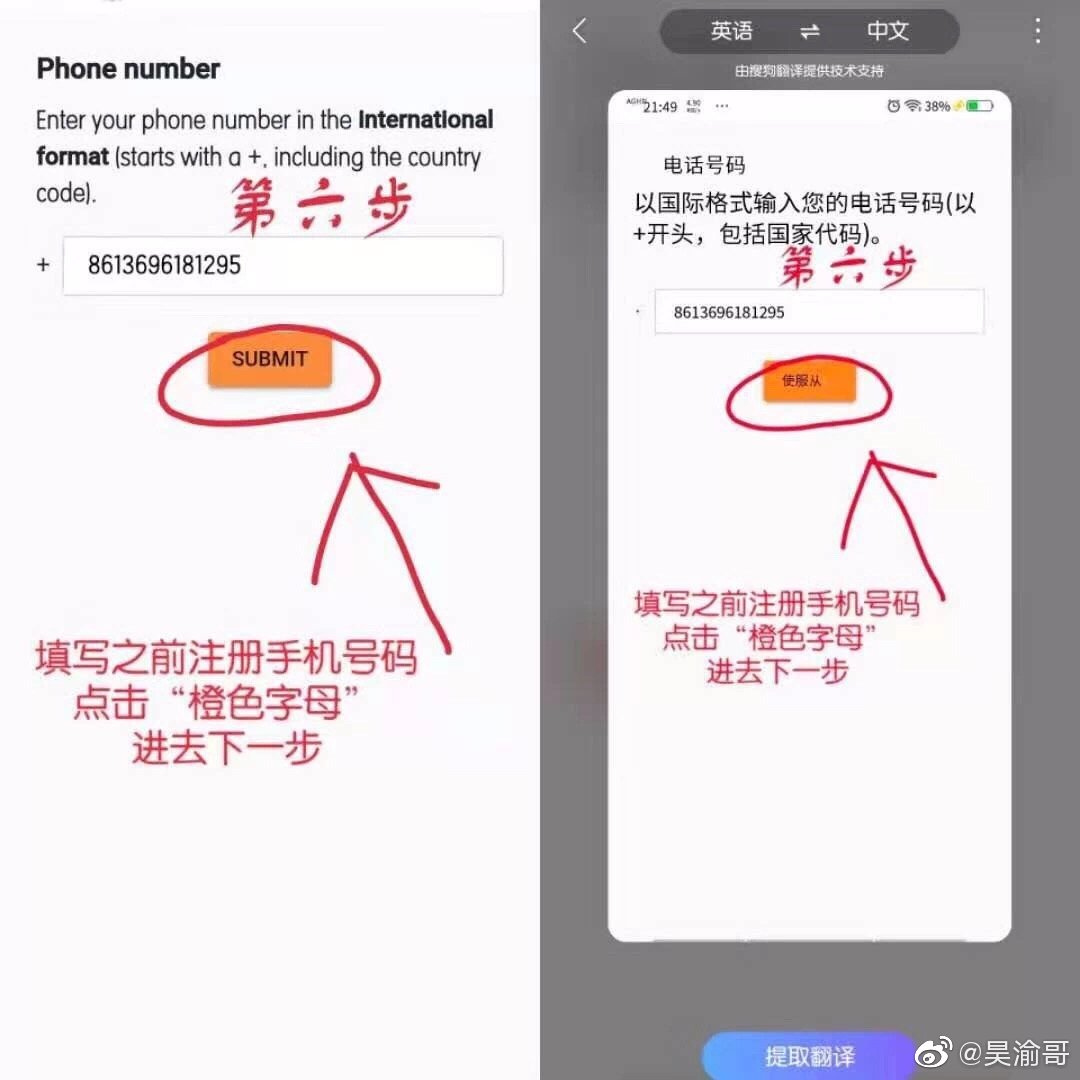 Phone number
Enter your phone number in the International
format (starts with a +, including the country
code).
第六步
+ 8613696181295
SUBMIT
填写之前注册手机号码
点击“橙色字母”
进去下一步
英语 ⇌ 中文
由搜狗翻译提供技术支持
21:49 4.90 ··· 38%
电话号码
以国际格式输入您的电话号码(以
+开头，包括国家代码)。
第六步
8613696181295
使服从
填写之前注册手机号码
点击“橙色字母”
进去下一步
提取翻译
@昊渝哥